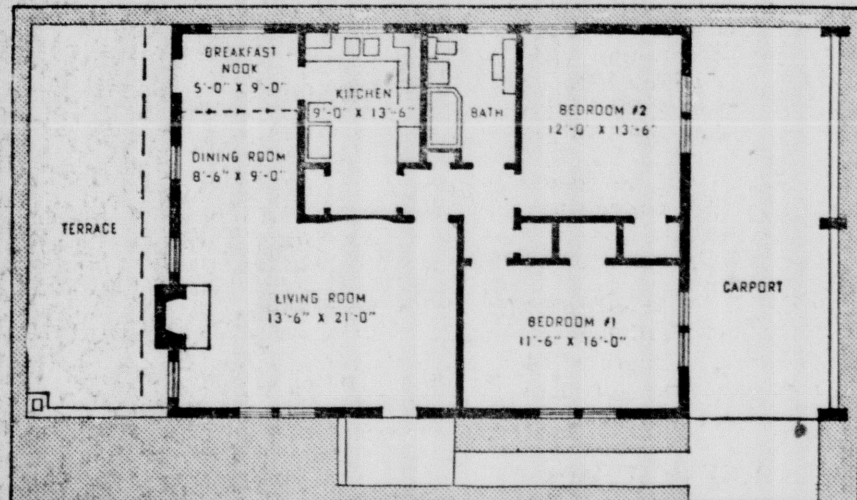 BREAKFAST
NOOK
5'-0" X 9'-0"
KITCHEN
9'-0" X 13'-6"
BATH
BEDROOM #2
12'-0" X 13'-6"
DINING ROOM
8'-6" X 9'-0"
TERRACE
LIVING ROOM
13'-6" X 21'-0"
BEDROOM #1
11'-6" X 16'-0"
CARPORT